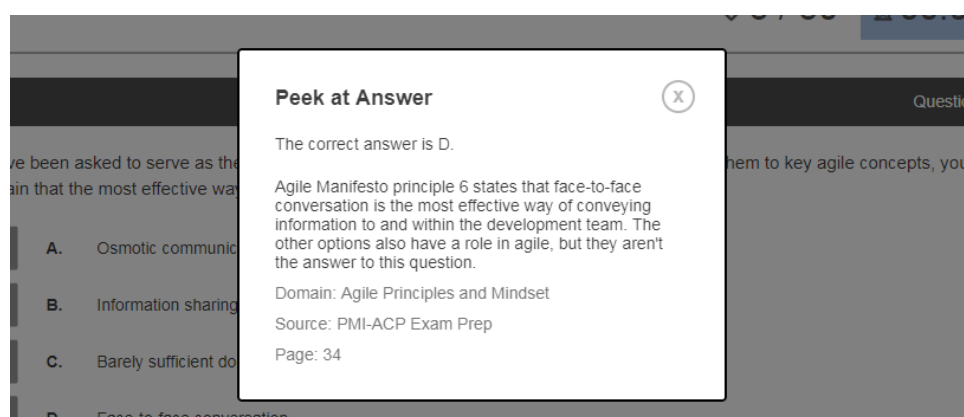 Peek at Answer
X
Questi
The correct answer is D.
ve been asked to serve as the
hem to key agile concepts, you
ain that the most effective way
Agile Manifesto principle 6 states that face-to-face
conversation is the most effective way of conveying
information to and within the development team. The
other options also have a role in agile, but they aren't
the answer to this question.
A. Osmotic communic
Domain: Agile Principles and Mindset
B. Information sharing
Source: PMI-ACP Exam Prep
C. Barely sufficient do
Page: 34
D. Face-to-face conversation